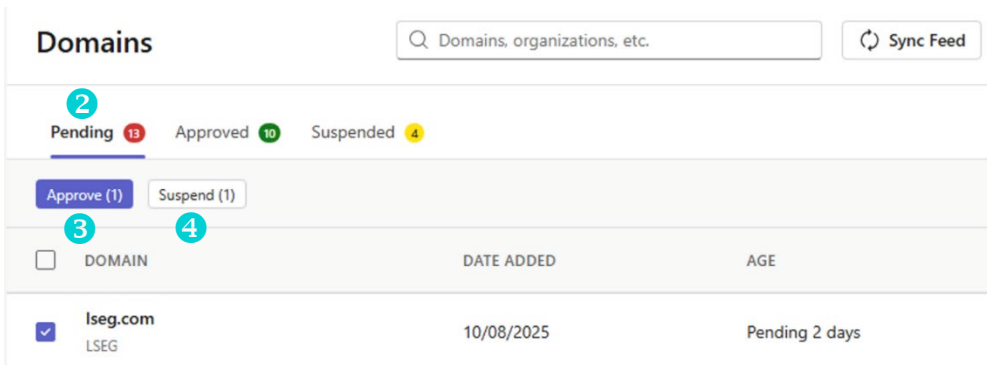 Domains
Domains, organizations, etc.
Sync Feed
2
Pending 13 Approved 10 Suspended 4
Approve (1) Suspend (1)
3 4
DOMAIN DATE ADDED AGE
lseg.com 10/08/2025 Pending 2 days
LSEG